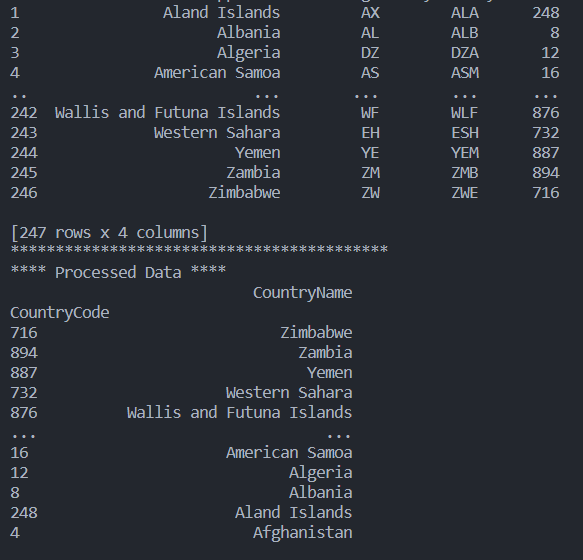 1 Aland Islands AX ALA 248
2 Albania AL ALB 8
3 Algeria DZ DZA 12
4 American Samoa AS ASM 16
.. ... ... ... ...
242 Wallis and Futuna Islands WF WLF 876
243 Western Sahara EH ESH 732
244 Yemen YE YEM 887
245 Zambia ZM ZMB 894
246 Zimbabwe ZW ZWE 716
[247 rows x 4 columns]
******************************************
**** Processed Data ****
CountryName
CountryCode
716 Zimbabwe
894 Zambia
887 Yemen
732 Western Sahara
876 Wallis and Futuna Islands
... ...
16 American Samoa
12 Algeria
8 Albania
248 Aland Islands
4 Afghanistan